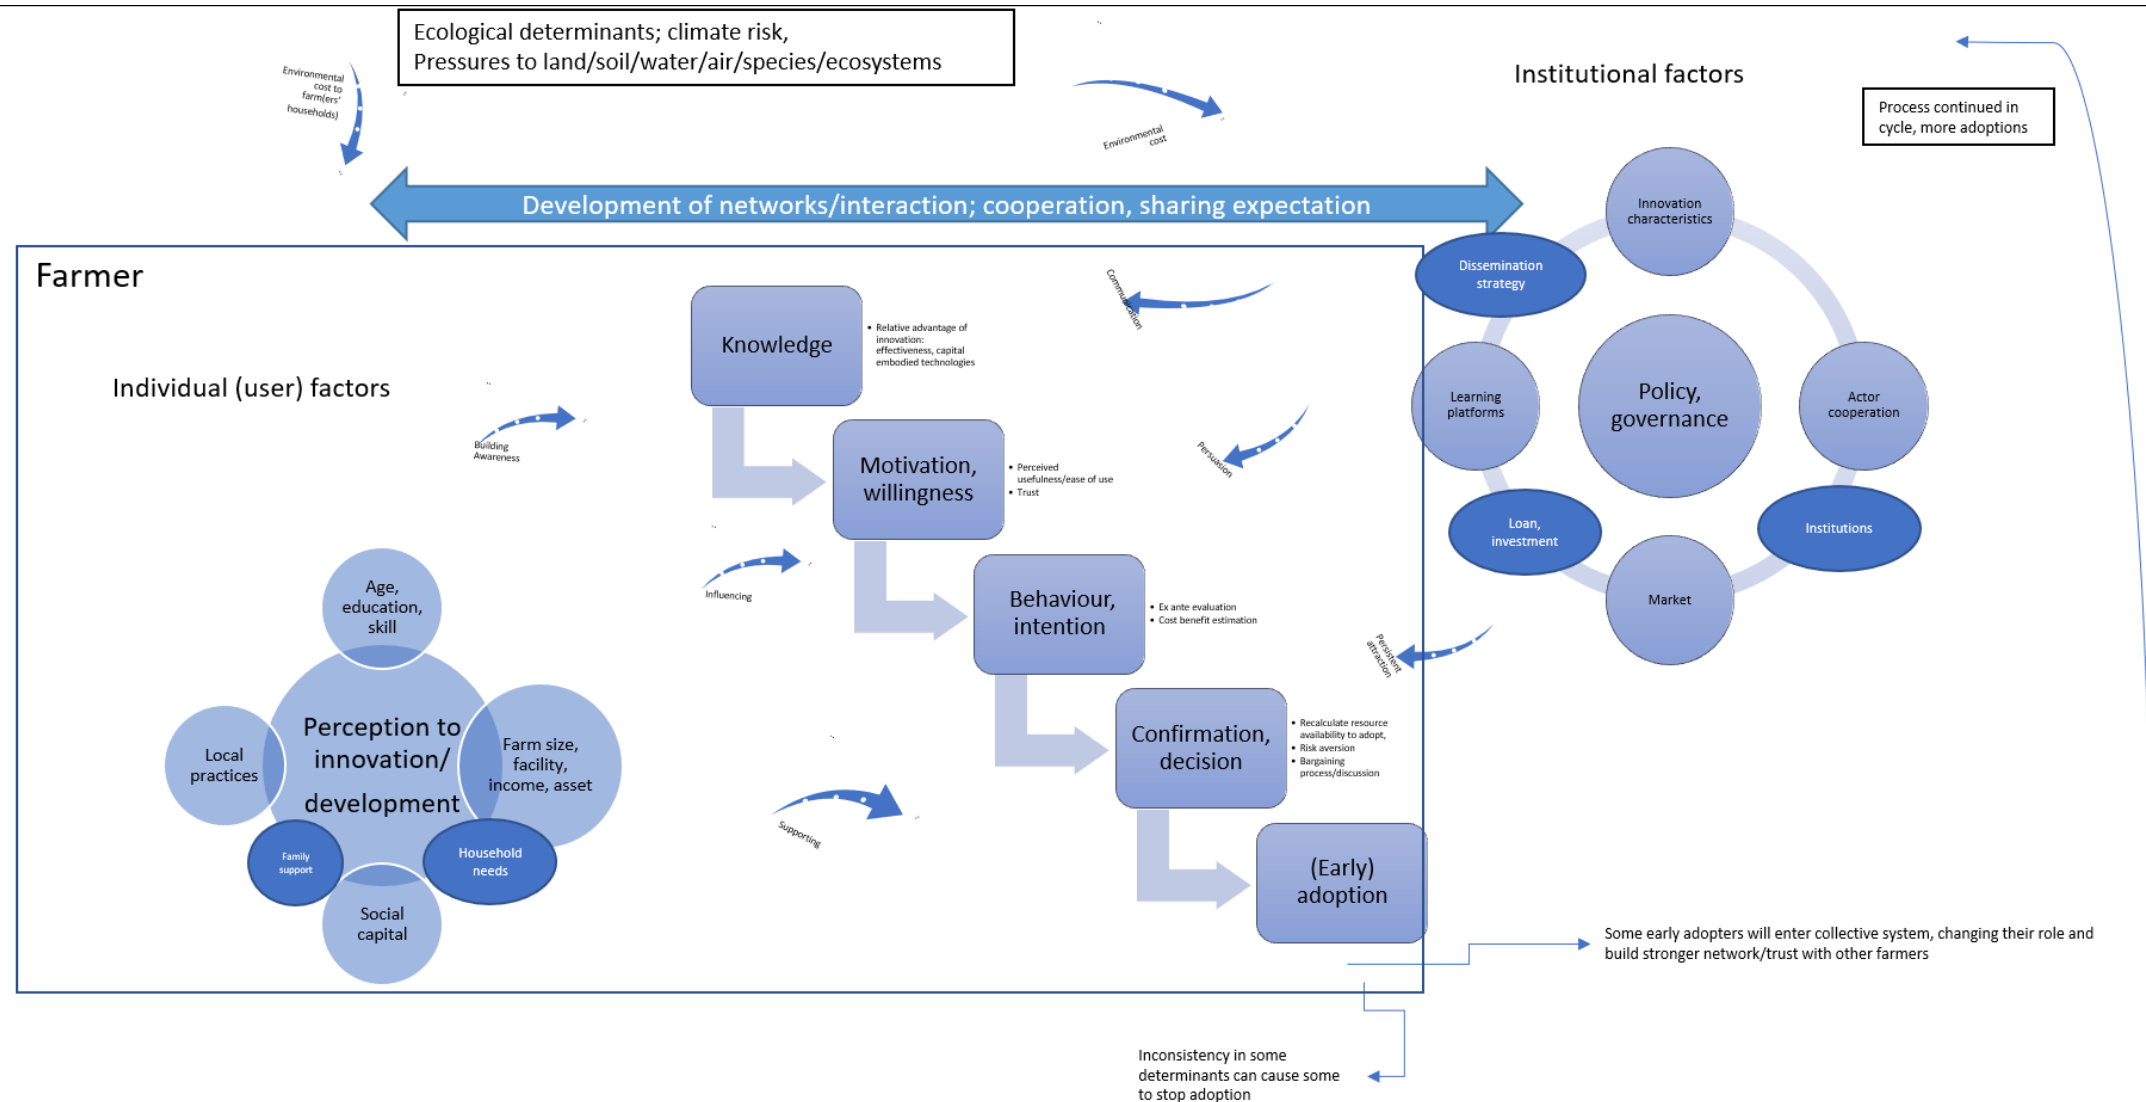 Ecological determinants; climate risk,
Pressures to land/soil/water/air/species/ecosystems
Environmental
cost to
farm(ers'
households)
Environmental
cost
Institutional factors
Process continued in
cycle, more adoptions
Development of networks/interaction; cooperation, sharing expectation
Farmer
Individual (user) factors
Building
Awareness
Influencing
Supporting
Age,
education,
skill
Perception to
innovation/
development
Local
practices
Farm size,
facility,
income, asset
Family
support
Household
needs
Social
capital
Knowledge
• Relative advantage of
innovation:
effectiveness, capital
embodied technologies
Motivation,
willingness
• Perceived
usefulness/ease of use
• Trust
Behaviour,
intention
• Ex ante evaluation
• Cost benefit estimation
Confirmation,
decision
• Recalculate resource
availability to adopt,
• Risk aversion
• Bargaining
process/discussion
(Early)
adoption
Communication
Persuasion
Persistent
attraction
Innovation
characteristics
Dissemination
strategy
Learning
platforms
Policy,
governance
Actor
cooperation
Loan,
investment
Institutions
Market
Some early adopters will enter collective system, changing their role and
build stronger network/trust with other farmers
Inconsistency in some
determinants can cause some
to stop adoption